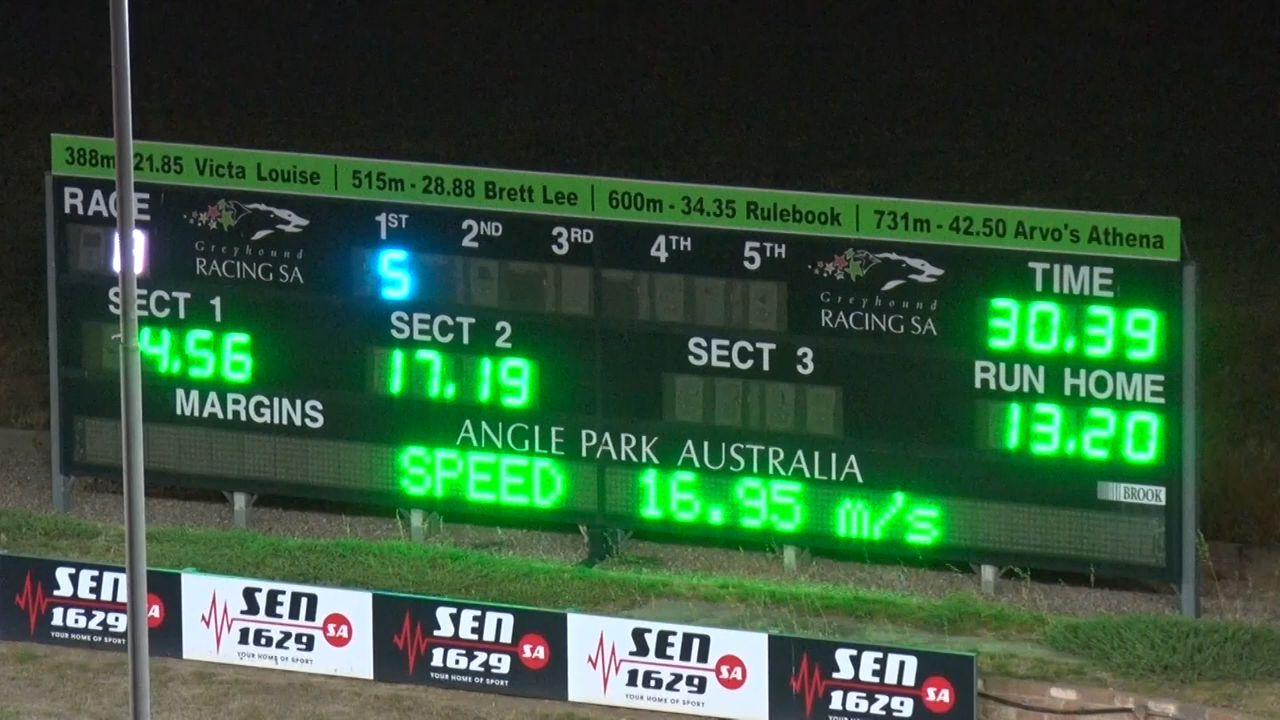 388m 21.85 Victa Louise | 515m - 28.88 Brett Lee | 600m - 34.35 Rulebook | 731m - 42.50 Arvo's Athena
RACE
Greyhound
RACING SA
1ST 2ND 3RD 4TH 5TH
5
Greyhound
RACING SA
TIME
30.39
SECT 1
4.56
SECT 2
17.19
SECT 3
RUN HOME
13.20
MARGINS
ANGLE PARK AUSTRALIA
SPEED 16.95 m/s
BROOK
SEN
1629 SA
YOUR HOME OF SPORT
SEN
1629 SA
YOUR HOME OF SPORT
SEN
1629 SA
YOUR HOME OF SPORT
SEN
1629 SA
YOUR HOME OF SPORT
SEN
1629 SA